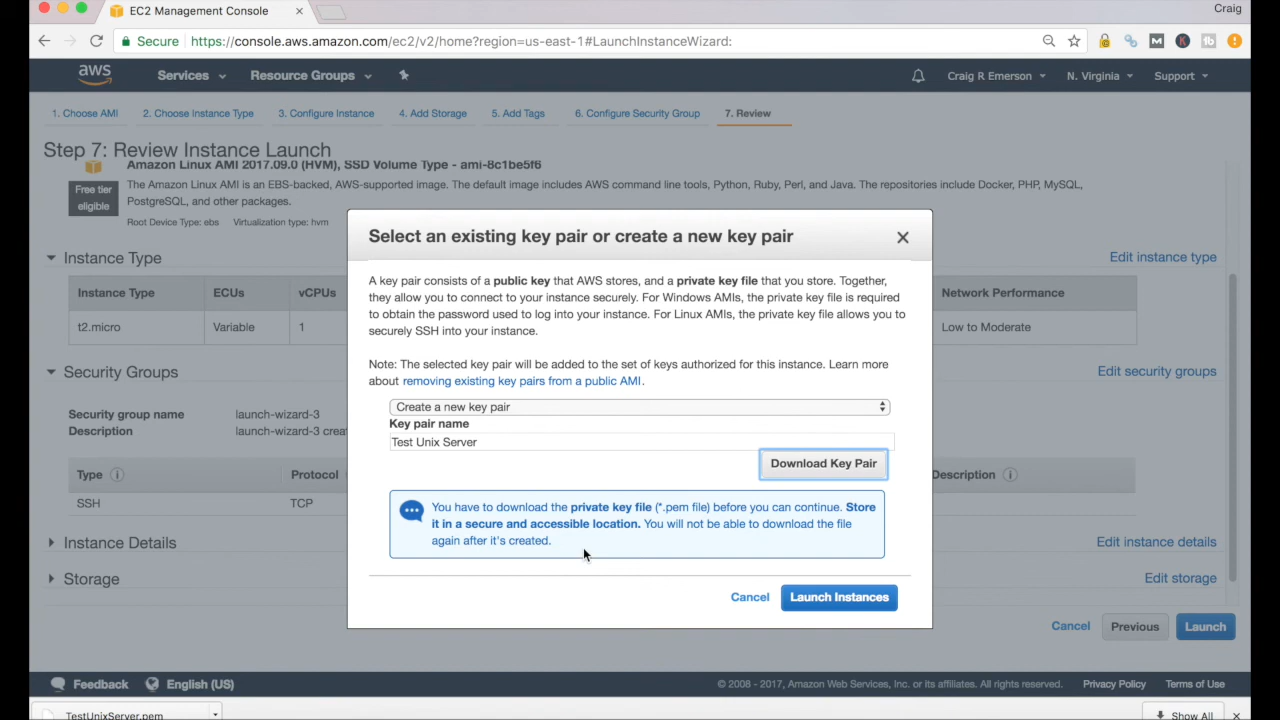 EC2 Management Console
Craig
Secure
https://console.aws.amazon.com/ec2/v2/home?region=us-east-1#LaunchInstanceWizard:
aws
Services
Resource Groups
Craig R Emerson
N. Virginia
Support
1. Choose AMI
2. Choose Instance Type
3. Configure Instance
4. Add Storage
5. Add Tags
6. Configure Security Group
7. Review
Step 7: Review Instance Launch
Amazon Linux AMI 2017.09.0 (HVM), SSD Volume Type - ami-8c1be5f6
Free tier
eligible
The Amazon Linux AMI is an EBS-backed, AWS-supported image. The default image includes AWS command line tools, Python, Ruby, Perl, and Java. The repositories include Docker, PHP, MySQL,
PostgreSQL, and other packages.
Root Device Type: ebs Virtualization type: hvm
Select an existing key pair or create a new key pair
A key pair consists of a public key that AWS stores, and a private key file that you store. Together,
they allow you to connect to your instance securely. For Windows AMIs, the private key file is required
to obtain the password used to log into your instance. For Linux AMIs, the private key file allows you to
securely SSH into your instance.
Note: The selected key pair will be added to the set of keys authorized for this instance. Learn more
about removing existing key pairs from a public AMI.
Create a new key pair
Key pair name
Test Unix Server
Download Key Pair
You have to download the private key file (*.pem file) before you can continue. Store
it in a secure and accessible location. You will not be able to download the file
again after it's created.
Cancel
Launch Instances
Instance Type
Edit instance type
Instance Type
ECUs
vCPUs
Network Performance
t2.micro
Variable
1
Low to Moderate
Security Groups
Edit security groups
Security group name
launch-wizard-3
Description
launch-wizard-3 crea
Type
Protocol
Description
SSH
TCP
Instance Details
Edit instance details
Storage
Edit storage
Cancel
Previous
Launch
Feedback
English (US)
© 2008 - 2017, Amazon Web Services, Inc. or its affiliates. All rights reserved.
Privacy Policy
Terms of Use
TestUnixServer.pem
Show All